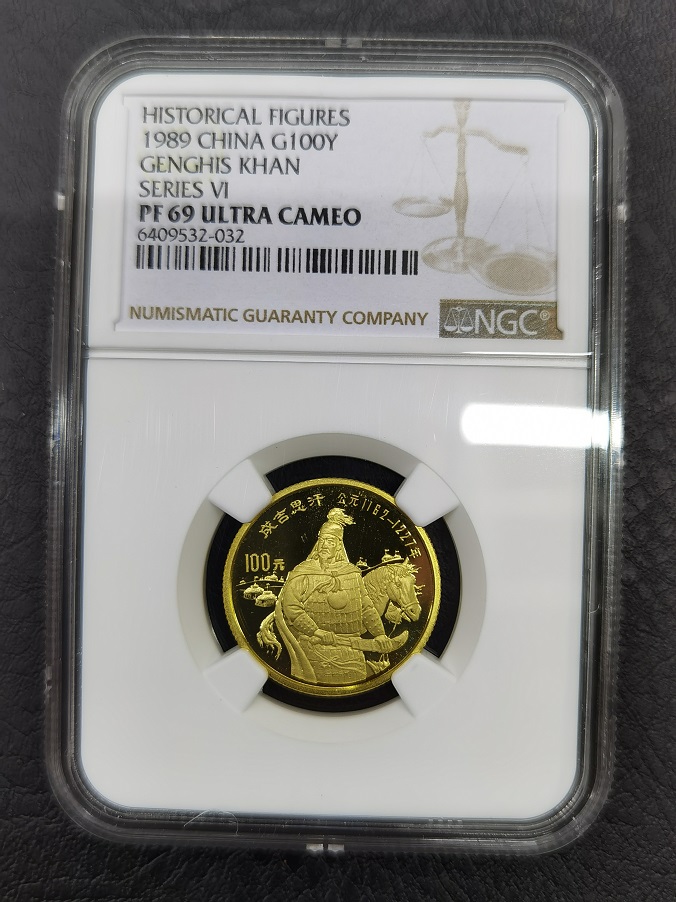 HISTORICAL FIGURES
1989 CHINA G100Y
GENGHIS KHAN
SERIES VI
PF 69 ULTRA CAMEO
6409532-032
NUMISMATIC GUARANTY COMPANY
NGC®
成吉思汗 公元1162-1227年
100元